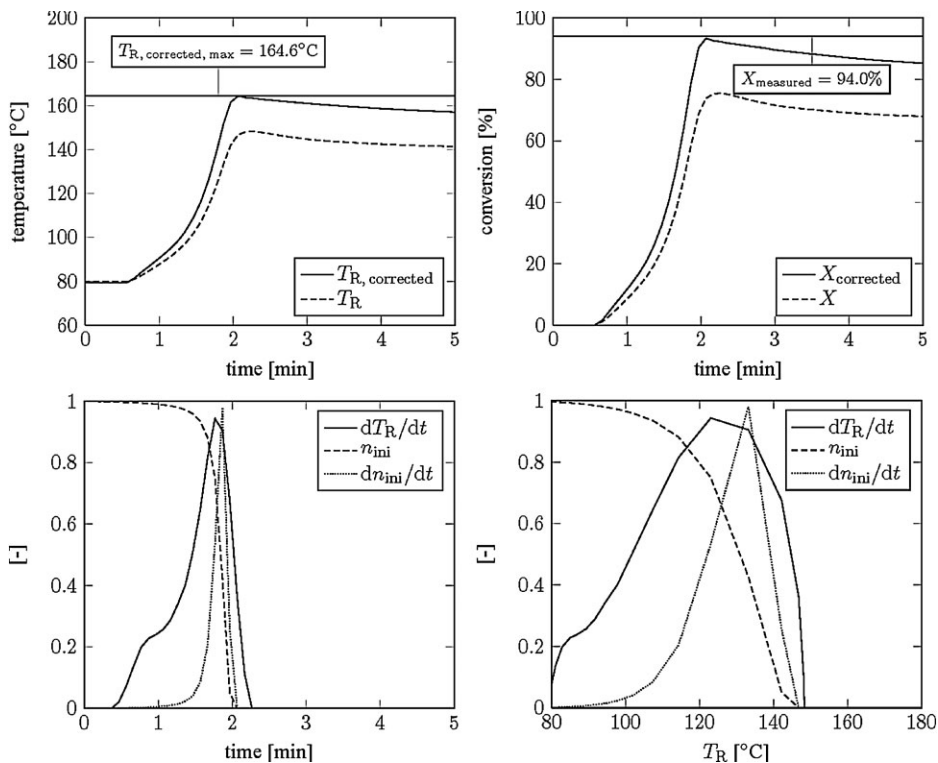 200
180
160
140
120
100
80
60
temperature [°C]
T_R, corrected, max = 164.6°C
T_R, corrected
T_R
0 1 2 3 4 5
time [min]
100
80
60
40
20
0
conversion [%]
X_measured = 94.0%
X_corrected
X
0 1 2 3 4 5
time [min]
1
0.8
0.6
0.4
0.2
0
[-]
dT_R/dt
n_ini
dn_ini/dt
0 1 2 3 4 5
time [min]
1
0.8
0.6
0.4
0.2
0
[-]
dT_R/dt
n_ini
dn_ini/dt
80 100 120 140 160 180
T_R [°C]